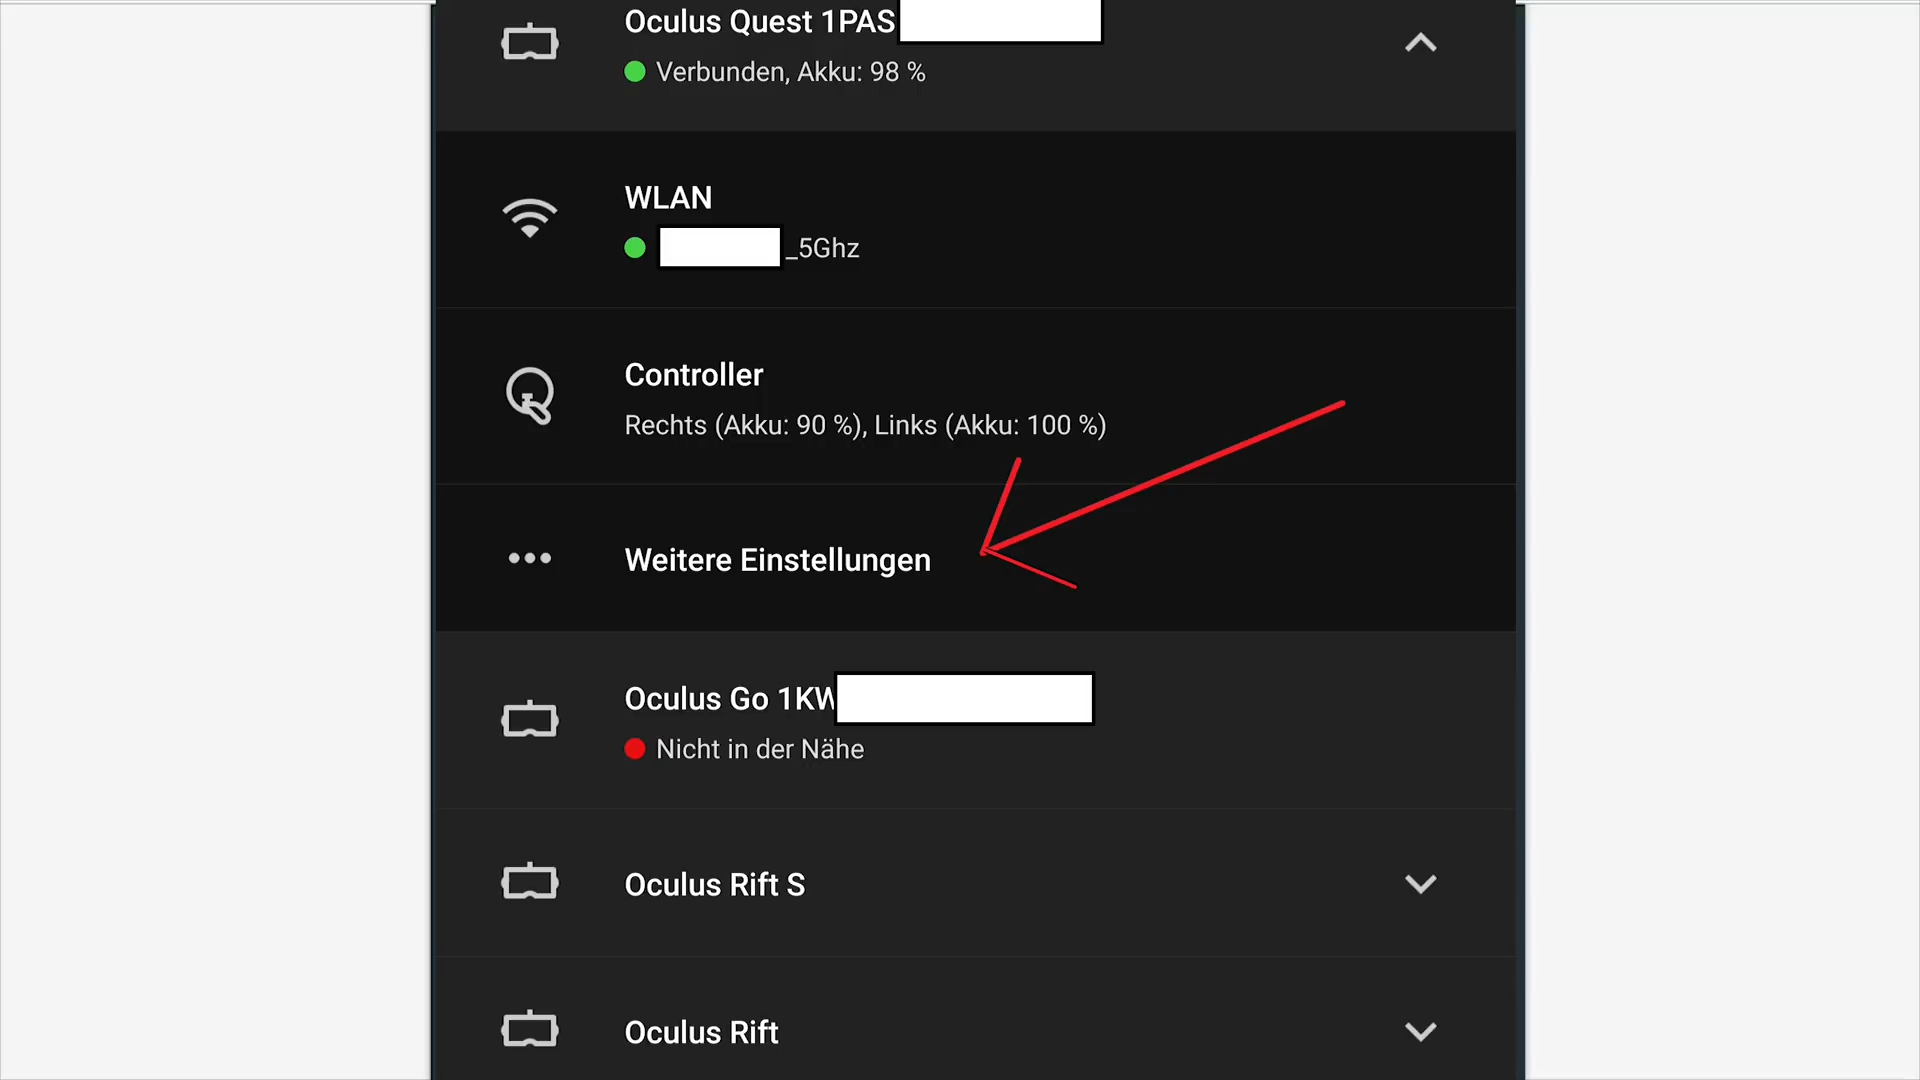 Oculus Quest 1PAS
Verbunden, Akku: 98 %
WLAN
_5Ghz
Controller
Rechts (Akku: 90 %), Links (Akku: 100 %)
Weitere Einstellungen
Oculus Go 1KW
Nicht in der Nähe
Oculus Rift S
Oculus Rift